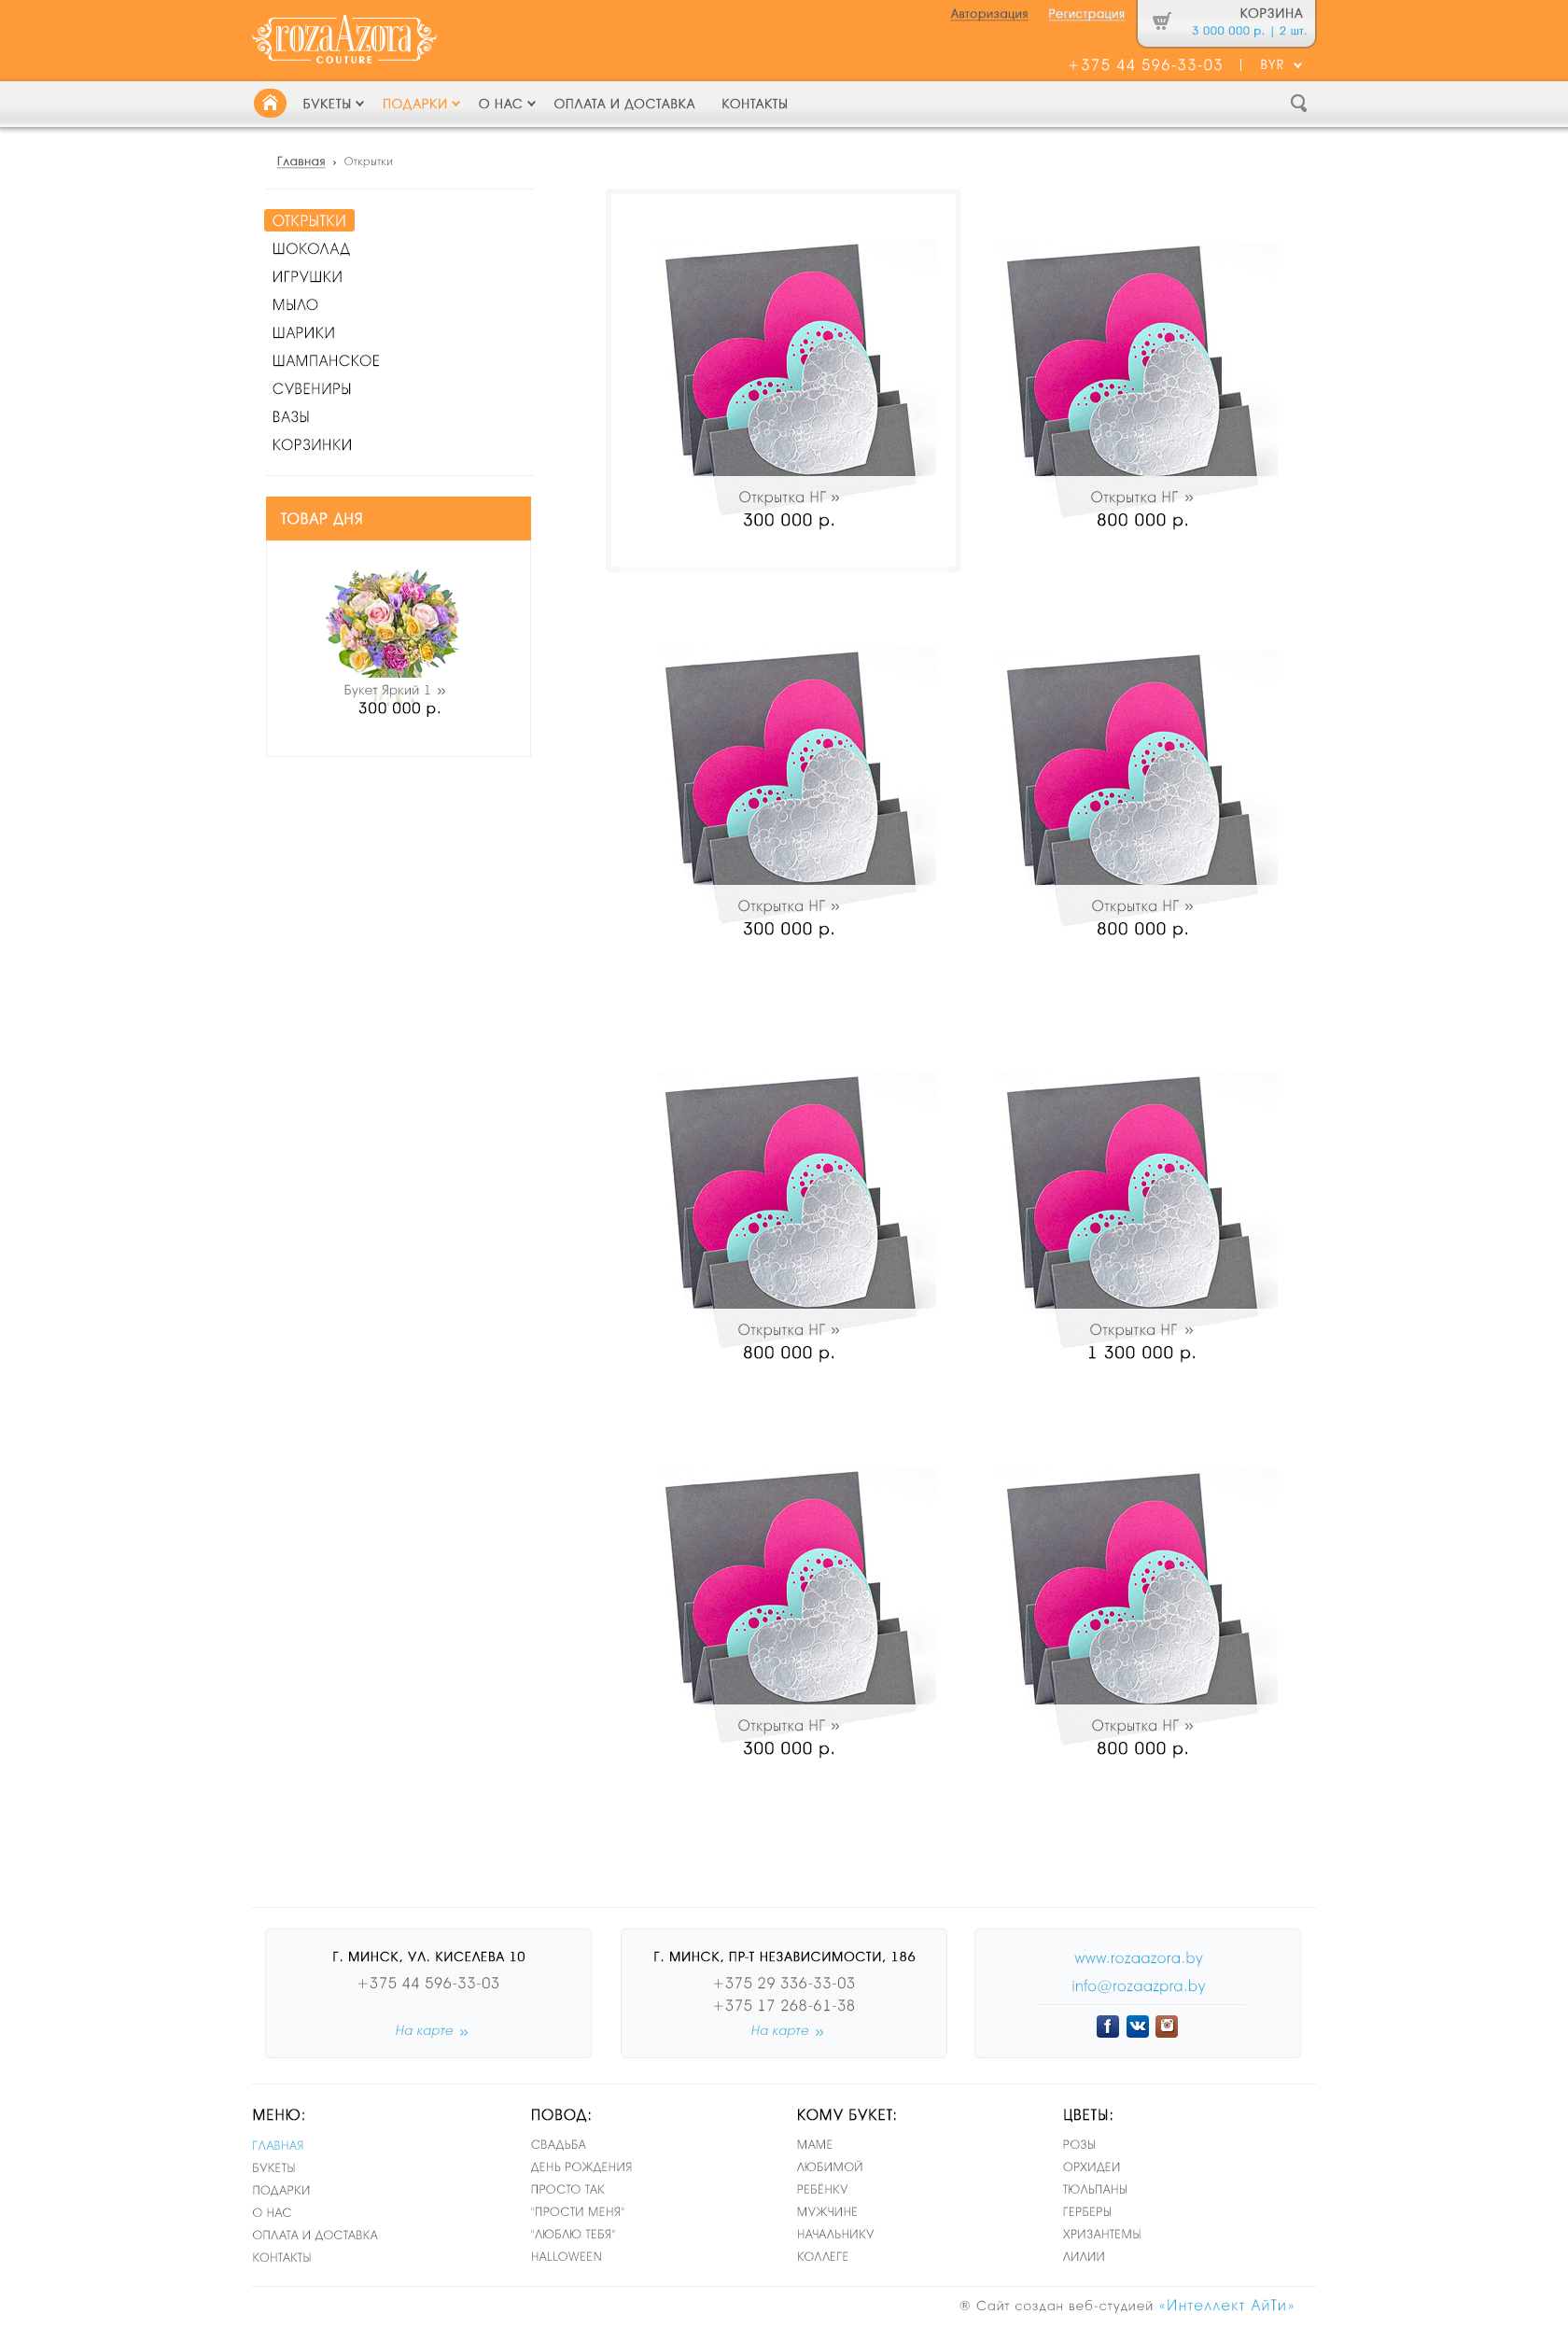 rozaAzora
COUTURE
Авторизация Регистрация
КОРЗИНА
3 000 000 р. | 2 шт.
+375 44 596-33-03 | BYR
БУКЕТЫ ПОДАРКИ О НАС ОПЛАТА И ДОСТАВКА КОНТАКТЫ
Главная › Открытки
ОТКРЫТКИ
ШОКОЛАД
ИГРУШКИ
МЫЛО
ШАРИКИ
ШАМПАНСКОЕ
СУВЕНИРЫ
ВАЗЫ
КОРЗИНКИ
ТОВАР ДНЯ
Букет Яркий 1 »
300 000 р.
Открытка НГ »
300 000 р.
Открытка НГ »
800 000 р.
Открытка НГ »
300 000 р.
Открытка НГ »
800 000 р.
Открытка НГ »
800 000 р.
Открытка НГ »
1 300 000 р.
Открытка НГ »
300 000 р.
Открытка НГ »
800 000 р.
Г. МИНСК, УЛ. КИСЕЛЕВА 10
+375 44 596-33-03
На карте »
Г. МИНСК, ПР-Т НЕЗАВИСИМОСТИ, 186
+375 29 336-33-03
+375 17 268-61-38
На карте »
www.rozaazora.by
info@rozaazpra.by
МЕНЮ:
ГЛАВНАЯ
БУКЕТЫ
ПОДАРКИ
О НАС
ОПЛАТА И ДОСТАВКА
КОНТАКТЫ
ПОВОД:
СВАДЬБА
ДЕНЬ РОЖДЕНИЯ
ПРОСТО ТАК
"ПРОСТИ МЕНЯ"
"ЛЮБЛЮ ТЕБЯ"
HALLOWEEN
КОМУ БУКЕТ:
МАМЕ
ЛЮБИМОЙ
РЕБЁНКУ
МУЖЧИНЕ
НАЧАЛЬНИКУ
КОЛЛЕГЕ
ЦВЕТЫ:
РОЗЫ
ОРХИДЕИ
ТЮЛЬПАНЫ
ГЕРБЕРЫ
ХРИЗАНТЕМЫ
ЛИЛИИ
® Сайт создан веб-студией «Интеллект АйТи»